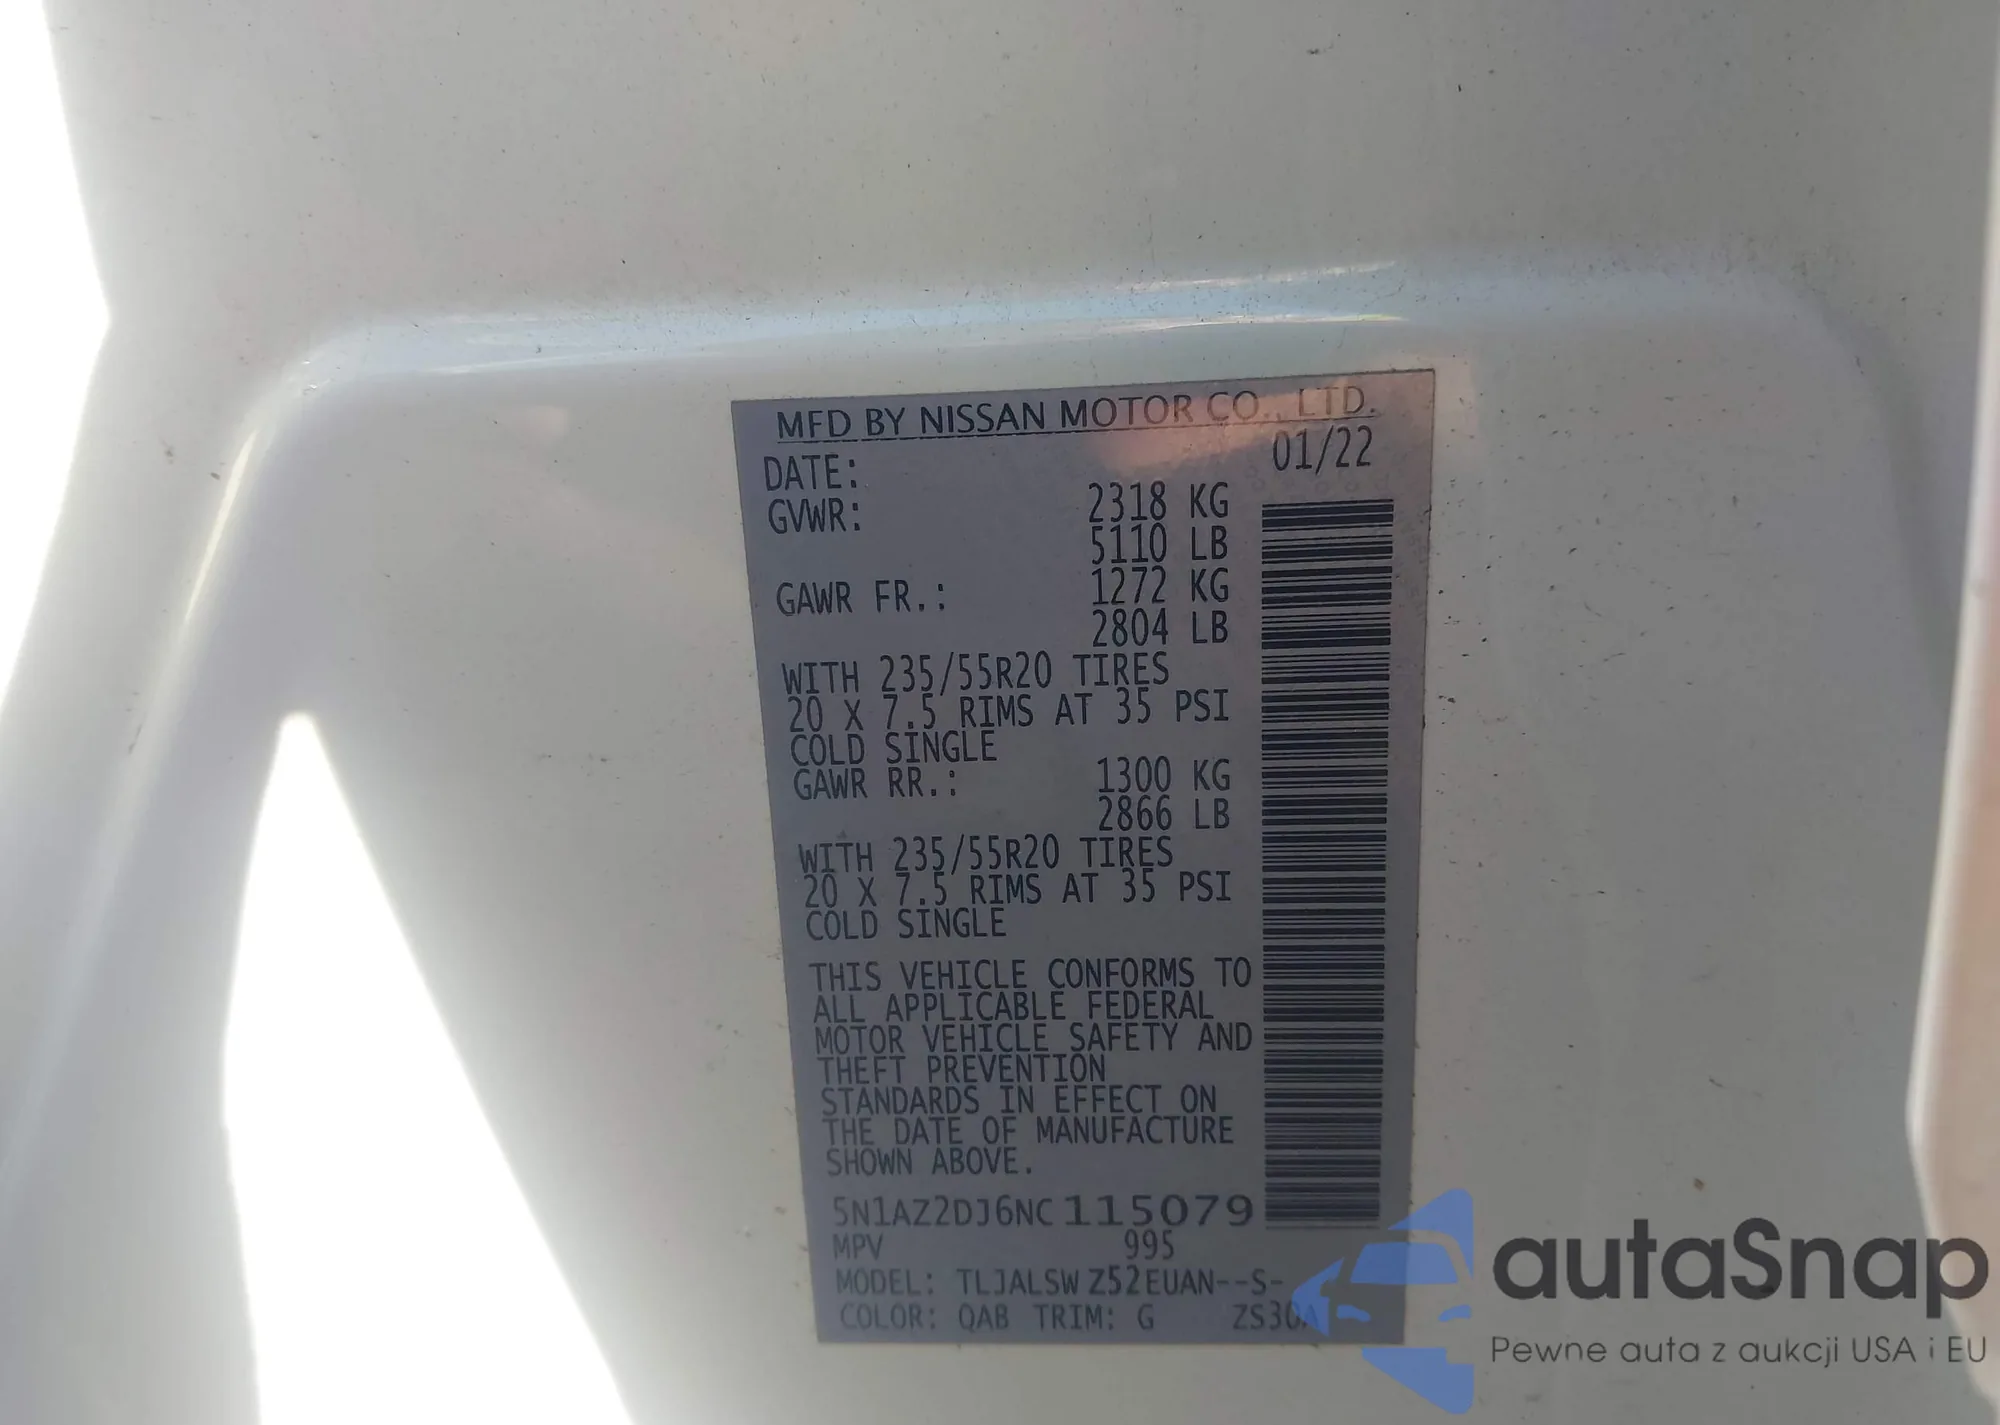 MFD BY NISSAN MOTOR CO., LTD.
DATE: 01/22
GVWR: 2318 KG
5110 LB
GAWR FR.: 1272 KG
2804 LB
WITH 235/55R20 TIRES
20 X 7.5 RIMS AT 35 PSI
COLD SINGLE
GAWR RR.: 1300 KG
2866 LB
WITH 235/55R20 TIRES
20 X 7.5 RIMS AT 35 PSI
COLD SINGLE
THIS VEHICLE CONFORMS TO
ALL APPLICABLE FEDERAL
MOTOR VEHICLE SAFETY AND
THEFT PREVENTION
STANDARDS IN EFFECT ON
THE DATE OF MANUFACTURE
SHOWN ABOVE.
5N1AZ2DJ6NC115079
MPV 995
MODEL: TLJALSWZ52EUAN--S-
COLOR: QAB TRIM: G ZS30A
autaSnap
Pewne auta z aukcji USA i EU